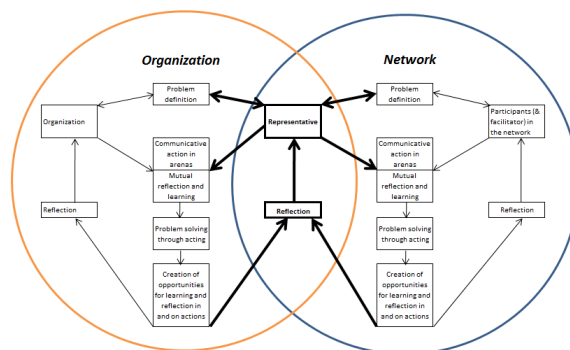 Organization
Network
Problem
definition
Problem
definition
Organization
Representative
Participants (&
facilitator) in
the network
Communicative
action in
arenas
Mutual
reflection and
learning
Communicative
action in
arenas
Mutual
reflection and
learning
Reflection
Reflection
Reflection
Problem solving
through acting
Problem solving
through acting
Creation of
opportunities
for learning and
reflection in
and on actions
Creation of
opportunities
for learning and
reflection in
and on actions